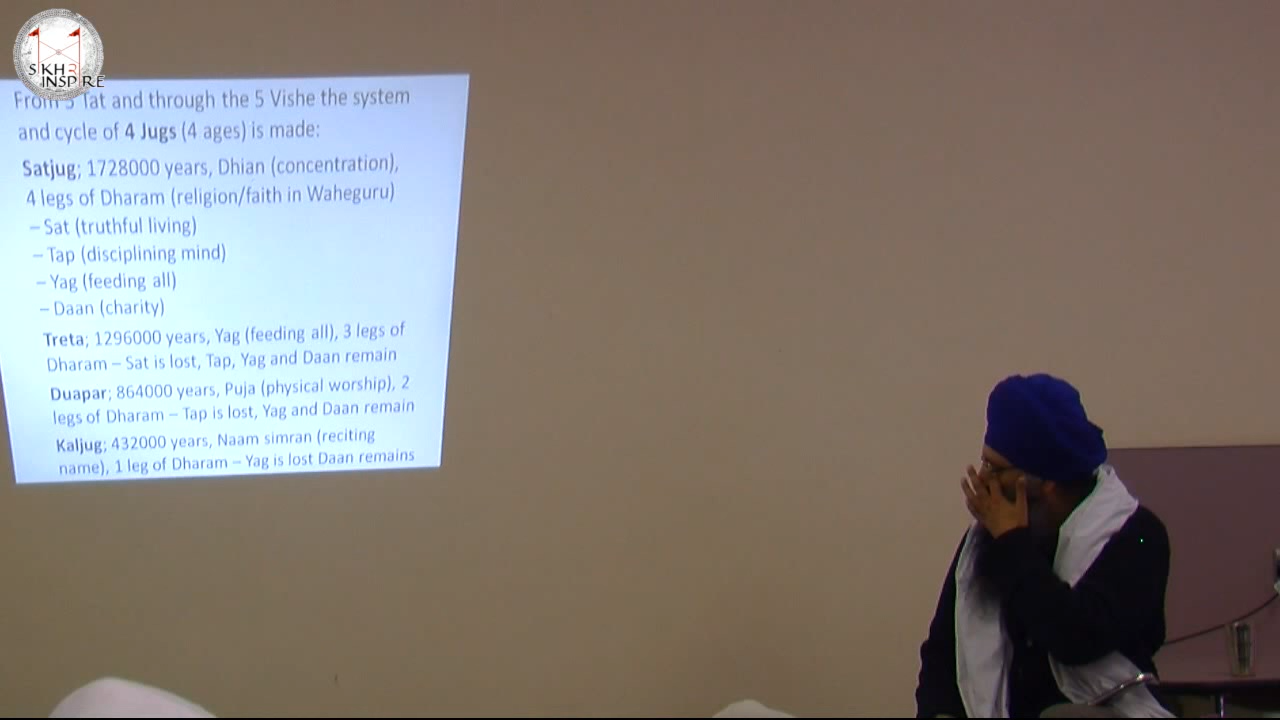 SIKH2
INSPIRE
From 5 Tat and through the 5 Vishe the system
and cycle of 4 Jugs (4 ages) is made:
Satjug; 1728000 years, Dhian (concentration),
4 legs of Dharam (religion/faith in Waheguru)
– Sat (truthful living)
– Tap (disciplining mind)
– Yag (feeding all)
– Daan (charity)
Treta; 1296000 years, Yag (feeding all), 3 legs of
Dharam – Sat is lost, Tap, Yag and Daan remain
Duapar; 864000 years, Puja (physical worship), 2
legs of Dharam – Tap is lost, Yag and Daan remain
Kaljug; 432000 years, Naam simran (reciting
name), 1 leg of Dharam – Yag is lost Daan remains